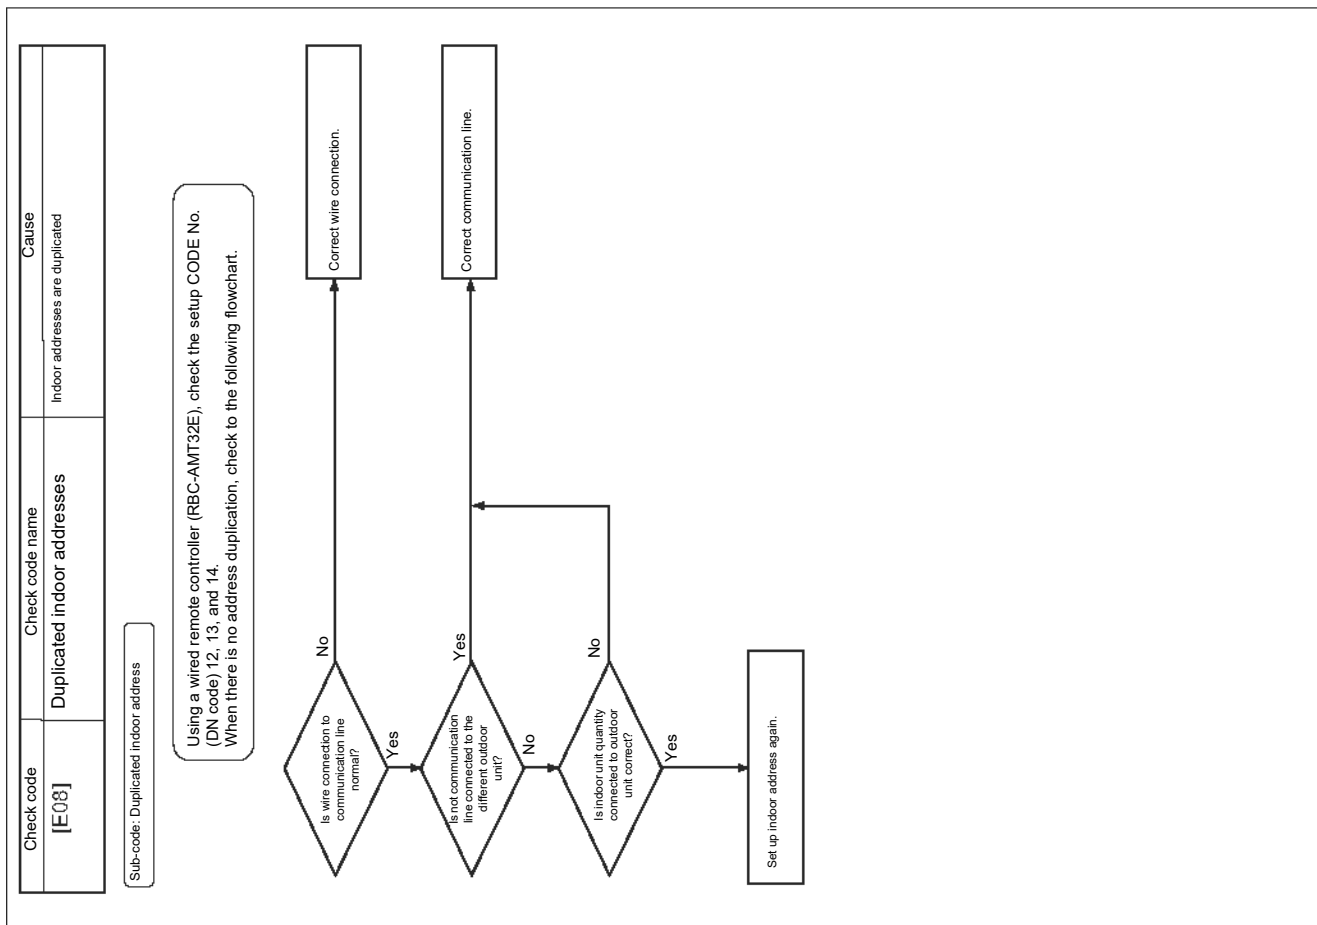 Check code
Check code name
Cause
[E08]
Duplicated indoor addresses
Indoor addresses are duplicated
Sub-code: Duplicated indoor address
Using a wired remote controller (RBC-AMT32E), check the setup CODE No.
(DN code) 12, 13, and 14.
When there is no address duplication, check to the following flowchart.
Is wire connection to
communication line
normal?
No
Correct wire connection.
Yes
Is not communication
line connected to the
different outdoor
unit?
Yes
Correct communication line.
No
Is indoor unit quantity
connected to outdoor
unit correct?
No
Yes
Set up indoor address again.